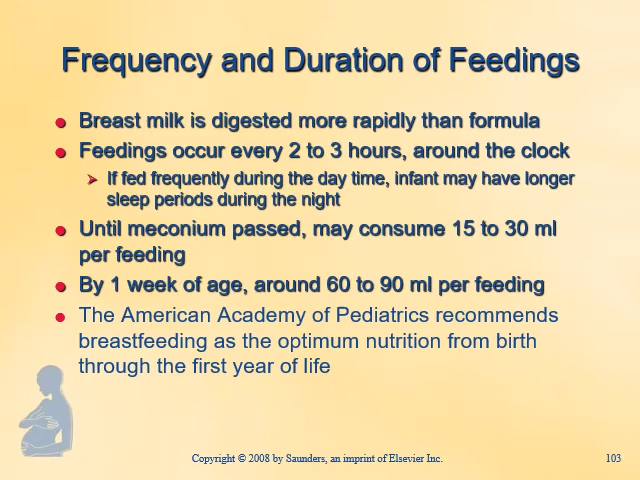 Frequency and Duration of Feedings
Breast milk is digested more rapidly than formula
Feedings occur every 2 to 3 hours, around the clock
If fed frequently during the day time, infant may have longer
sleep periods during the night
Until meconium passed, may consume 15 to 30 ml
per feeding
By 1 week of age, around 60 to 90 ml per feeding
The American Academy of Pediatrics recommends
breastfeeding as the optimum nutrition from birth
through the first year of life
Copyright © 2008 by Saunders, an imprint of Elsevier Inc.
103